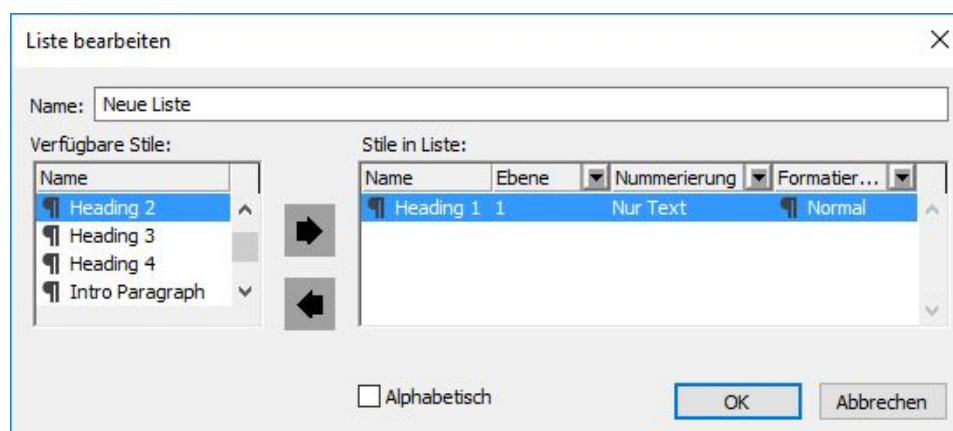 Liste bearbeiten
Name: Neue Liste
Verfügbare Stile:
Name
Heading 2
Heading 3
Heading 4
Intro Paragraph
Stile in Liste:
Name Ebene Nummerierung Formatier...
Heading 1 1 Nur Text Normal
Alphabetisch
OK Abbrechen